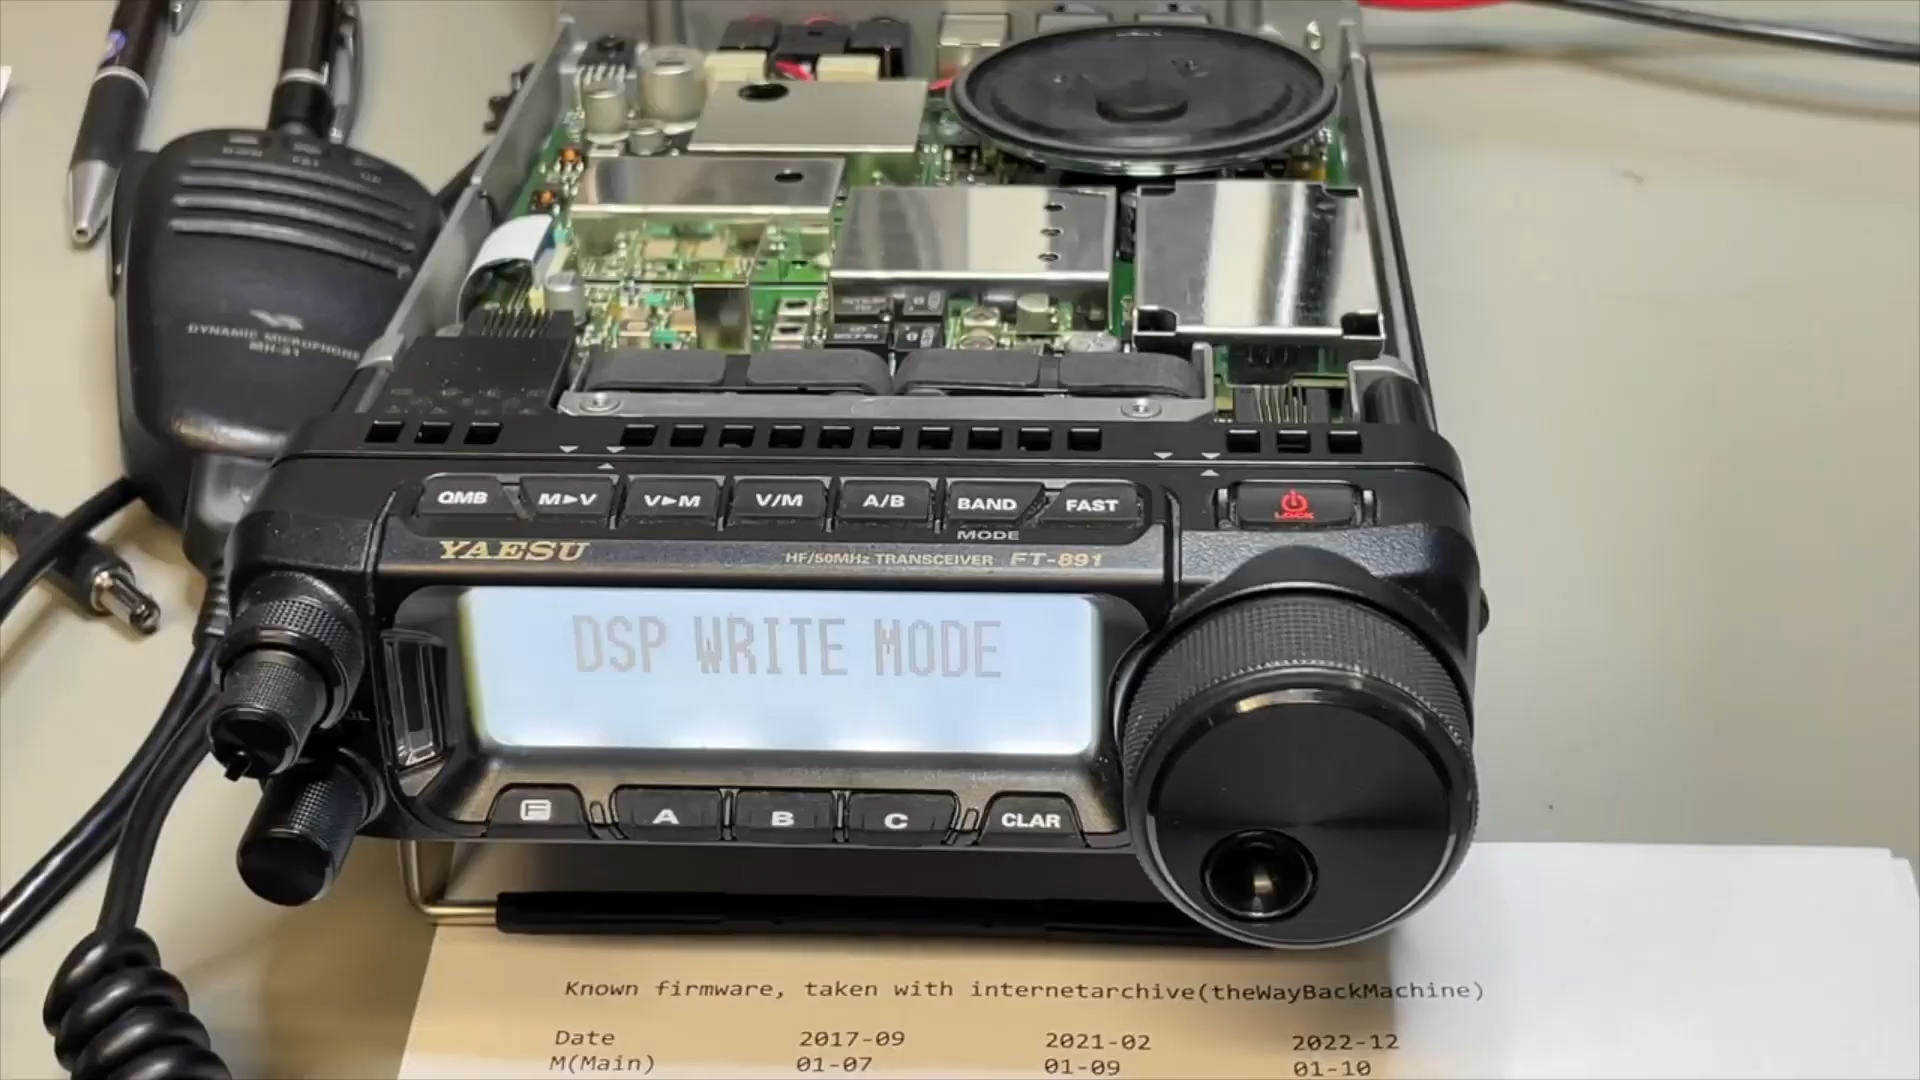 DYNAMIC MICROPHONE
MH-31
QMB
M▶V
V▶M
V/M
A/B
BAND
FAST
LOCK
MODE
YAESU
HF/50MHz TRANSCEIVER FT-891
DSP WRITE MODE
F
A
B
C
CLAR
Known firmware, taken with internetarchive(theWayBackMachine)
Date 2017-09 2021-02 2022-12
M(Main) 01-07 01-09 01-10